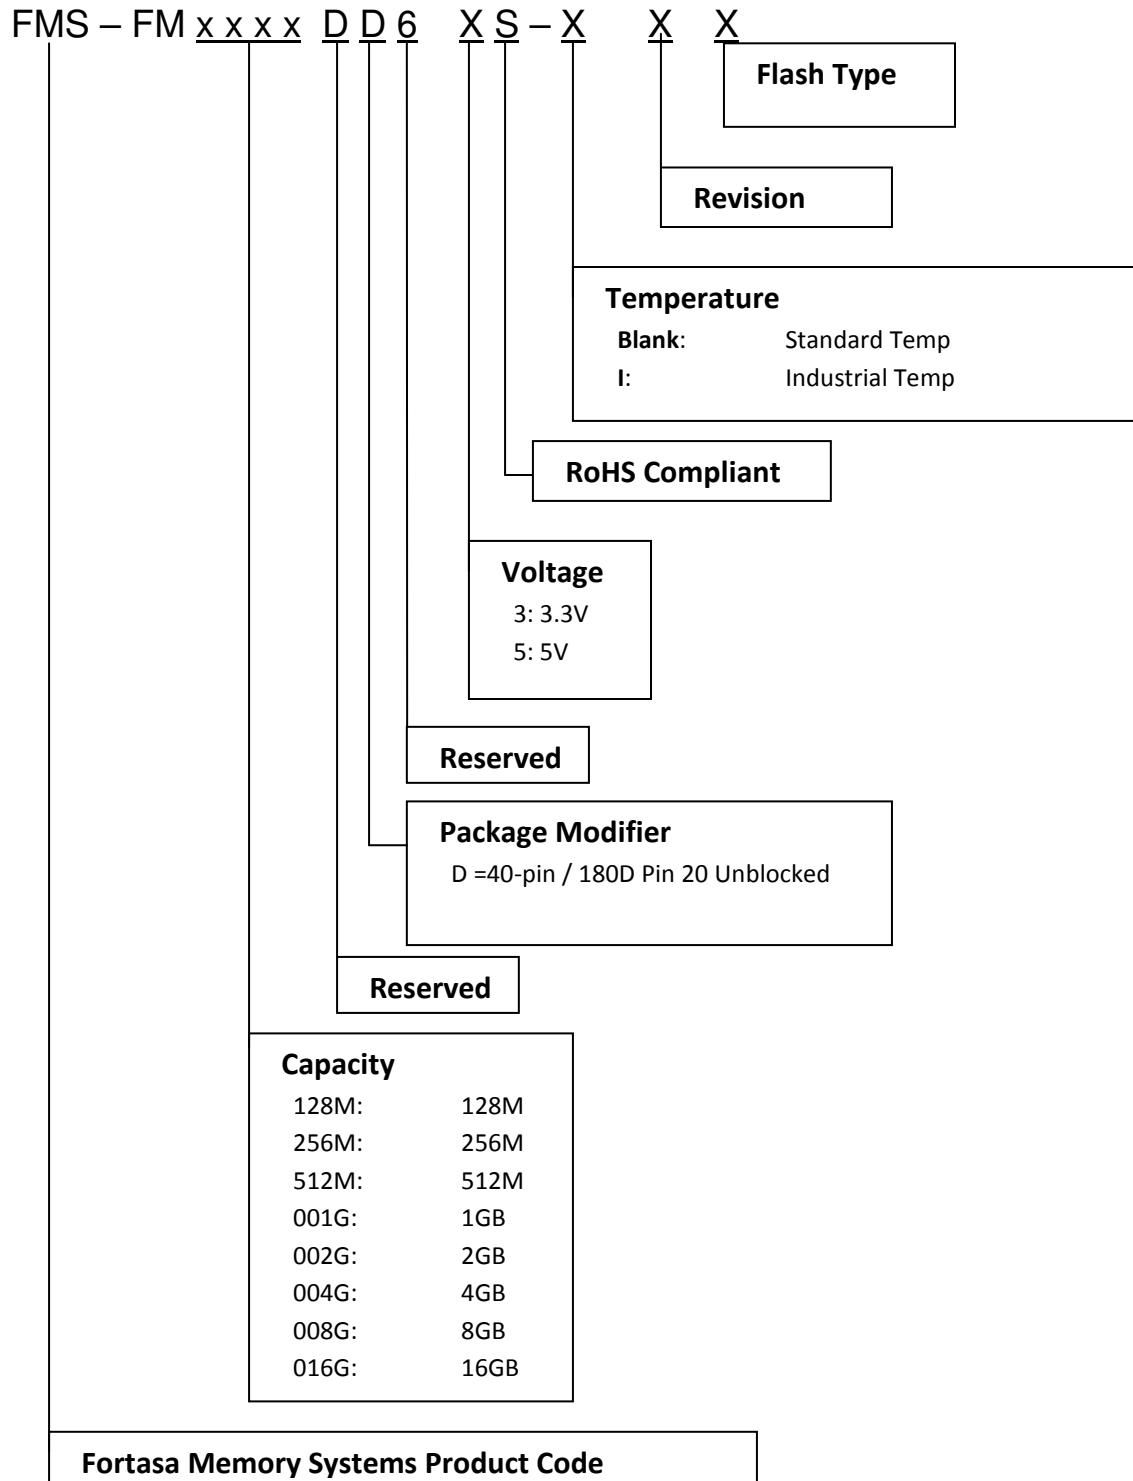 FMS – FM x x x x D D 6 X S – X X X
Flash Type
Revision
Temperature
Blank: Standard Temp
I: Industrial Temp
RoHS Compliant
Voltage
3: 3.3V
5: 5V
Reserved
Package Modifier
D =40-pin / 180D Pin 20 Unblocked
Reserved
Capacity
128M: 128M
256M: 256M
512M: 512M
001G: 1GB
002G: 2GB
004G: 4GB
008G: 8GB
016G: 16GB
Fortasa Memory Systems Product Code